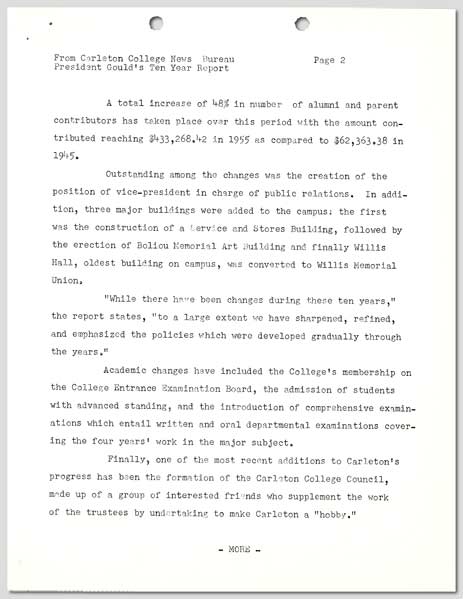 From Carleton College News Bureau
Page 2
President Gould's Ten Year Report
A total increase of 48% in number of alumni and parent
contributors has taken place over this period with the amount con-
tributed reaching $433,268.42 in 1955 as compared to $62,363.38 in
1945.
Outstanding among the changes was the creation of the
position of vice-president in charge of public relations. In addi-
tion, three major buildings were added to the campus: the first
was the construction of a Service and Stores Building, followed by
the erection of Boliou Memorial Art Building and finally Willis
Hall, oldest building on campus, was converted to Willis Memorial
Union.
"While there have been changes during these ten years,"
the report states, "to a large extent we have sharpened, refined,
and emphasized the policies which were developed gradually through
the years."
Academic changes have included the College's membership on
the College Entrance Examination Board, the admission of students
with advanced standing, and the introduction of comprehensive examin-
ations which entail written and oral departmental examinations cover-
ing the four years' work in the major subject.
Finally, one of the most recent additions to Carleton's
progress has been the formation of the Carleton College Council,
made up of a group of interested friends who supplement the work
of the trustees by undertaking to make Carleton a "hobby."
- MORE -